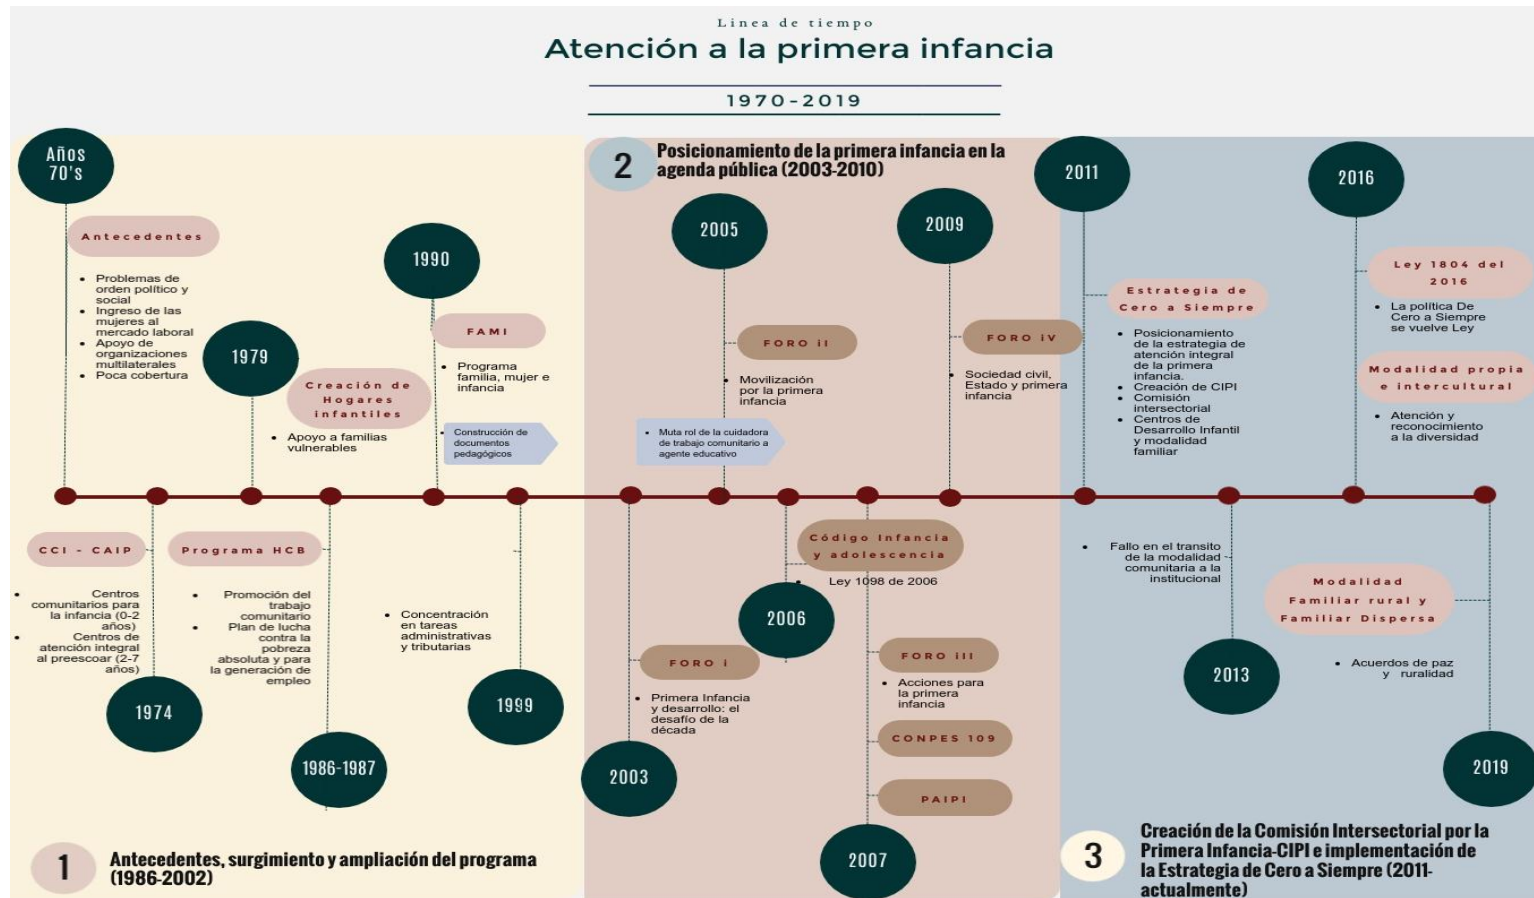 Linea de tiempo
Atención a la primera infancia
1970-2019
Años
70's
Antecedentes
• Problemas de
orden político y
social
• Ingreso de las
mujeres al
mercado laboral
• Apoyo de
organizaciones
multilaterales
• Poca cobertura
1979
Creación de
Hogares
infantiles
• Apoyo a familias
vulnerables
1990
FAMI
• Programa
familia, mujer e
infancia
• Construcción de
documentos
pedagógicos
CCI - CAIP
• Centros
comunitarios para
la infancia (0-2
años)
• Centros de
atención integral
al preescoar (2-7
años)
1974
Programa HCB
• Promoción del
trabajo
comunitario
• Plan de lucha
contra la
pobreza
absoluta y para
la generación de
empleo
1986-1987
• Concentración
en tareas
administrativas
y tributarias
1999
1
Antecedentes, surgimiento y ampliación del programa
(1986-2002)
2
Posicionamiento de la primera infancia en la
agenda pública (2003-2010)
2005
FORO iI
• Movilización
por la primera
infancia
• Muta rol de la cuidadora
de trabajo comunitario a
agente educativo
2009
FORO iV
• Sociedad civil,
Estado y primera
infancia
FORO i
• Primera Infancia
y desarrollo: el
desafío de la
década
2003
Código Infancia
y adolescencia
• Ley 1098 de 2006
2006
FORO iII
• Acciones para
la primera
infancia
CONPES 109
PAIPI
2007
2011
Estrategia de
Cero a Siempre
• Posicionamiento
de la estrategia de
atención integral
de la primera
infancia.
• Creación de CIPI
• Comisión
intersectorial
• Centros de
Desarrollo Infantil
y modalidad
familiar
2016
Ley 1804 del
2016
• La política De
Cero a Siempre
se vuelve Ley
Modalidad propia
e intercultural
• Atención y
reconocimiento
a la diversidad
• Fallo en el transito
de la modalidad
comunitaria a la
institucional
2013
Modalidad
Familiar rural y
Familiar Dispersa
• Acuerdos de paz
y ruralidad
2019
3
Creación de la Comisión Intersectorial por la
Primera Infancia-CIPI e implementación de
la Estrategia de Cero a Siempre (2011-
actualmente)